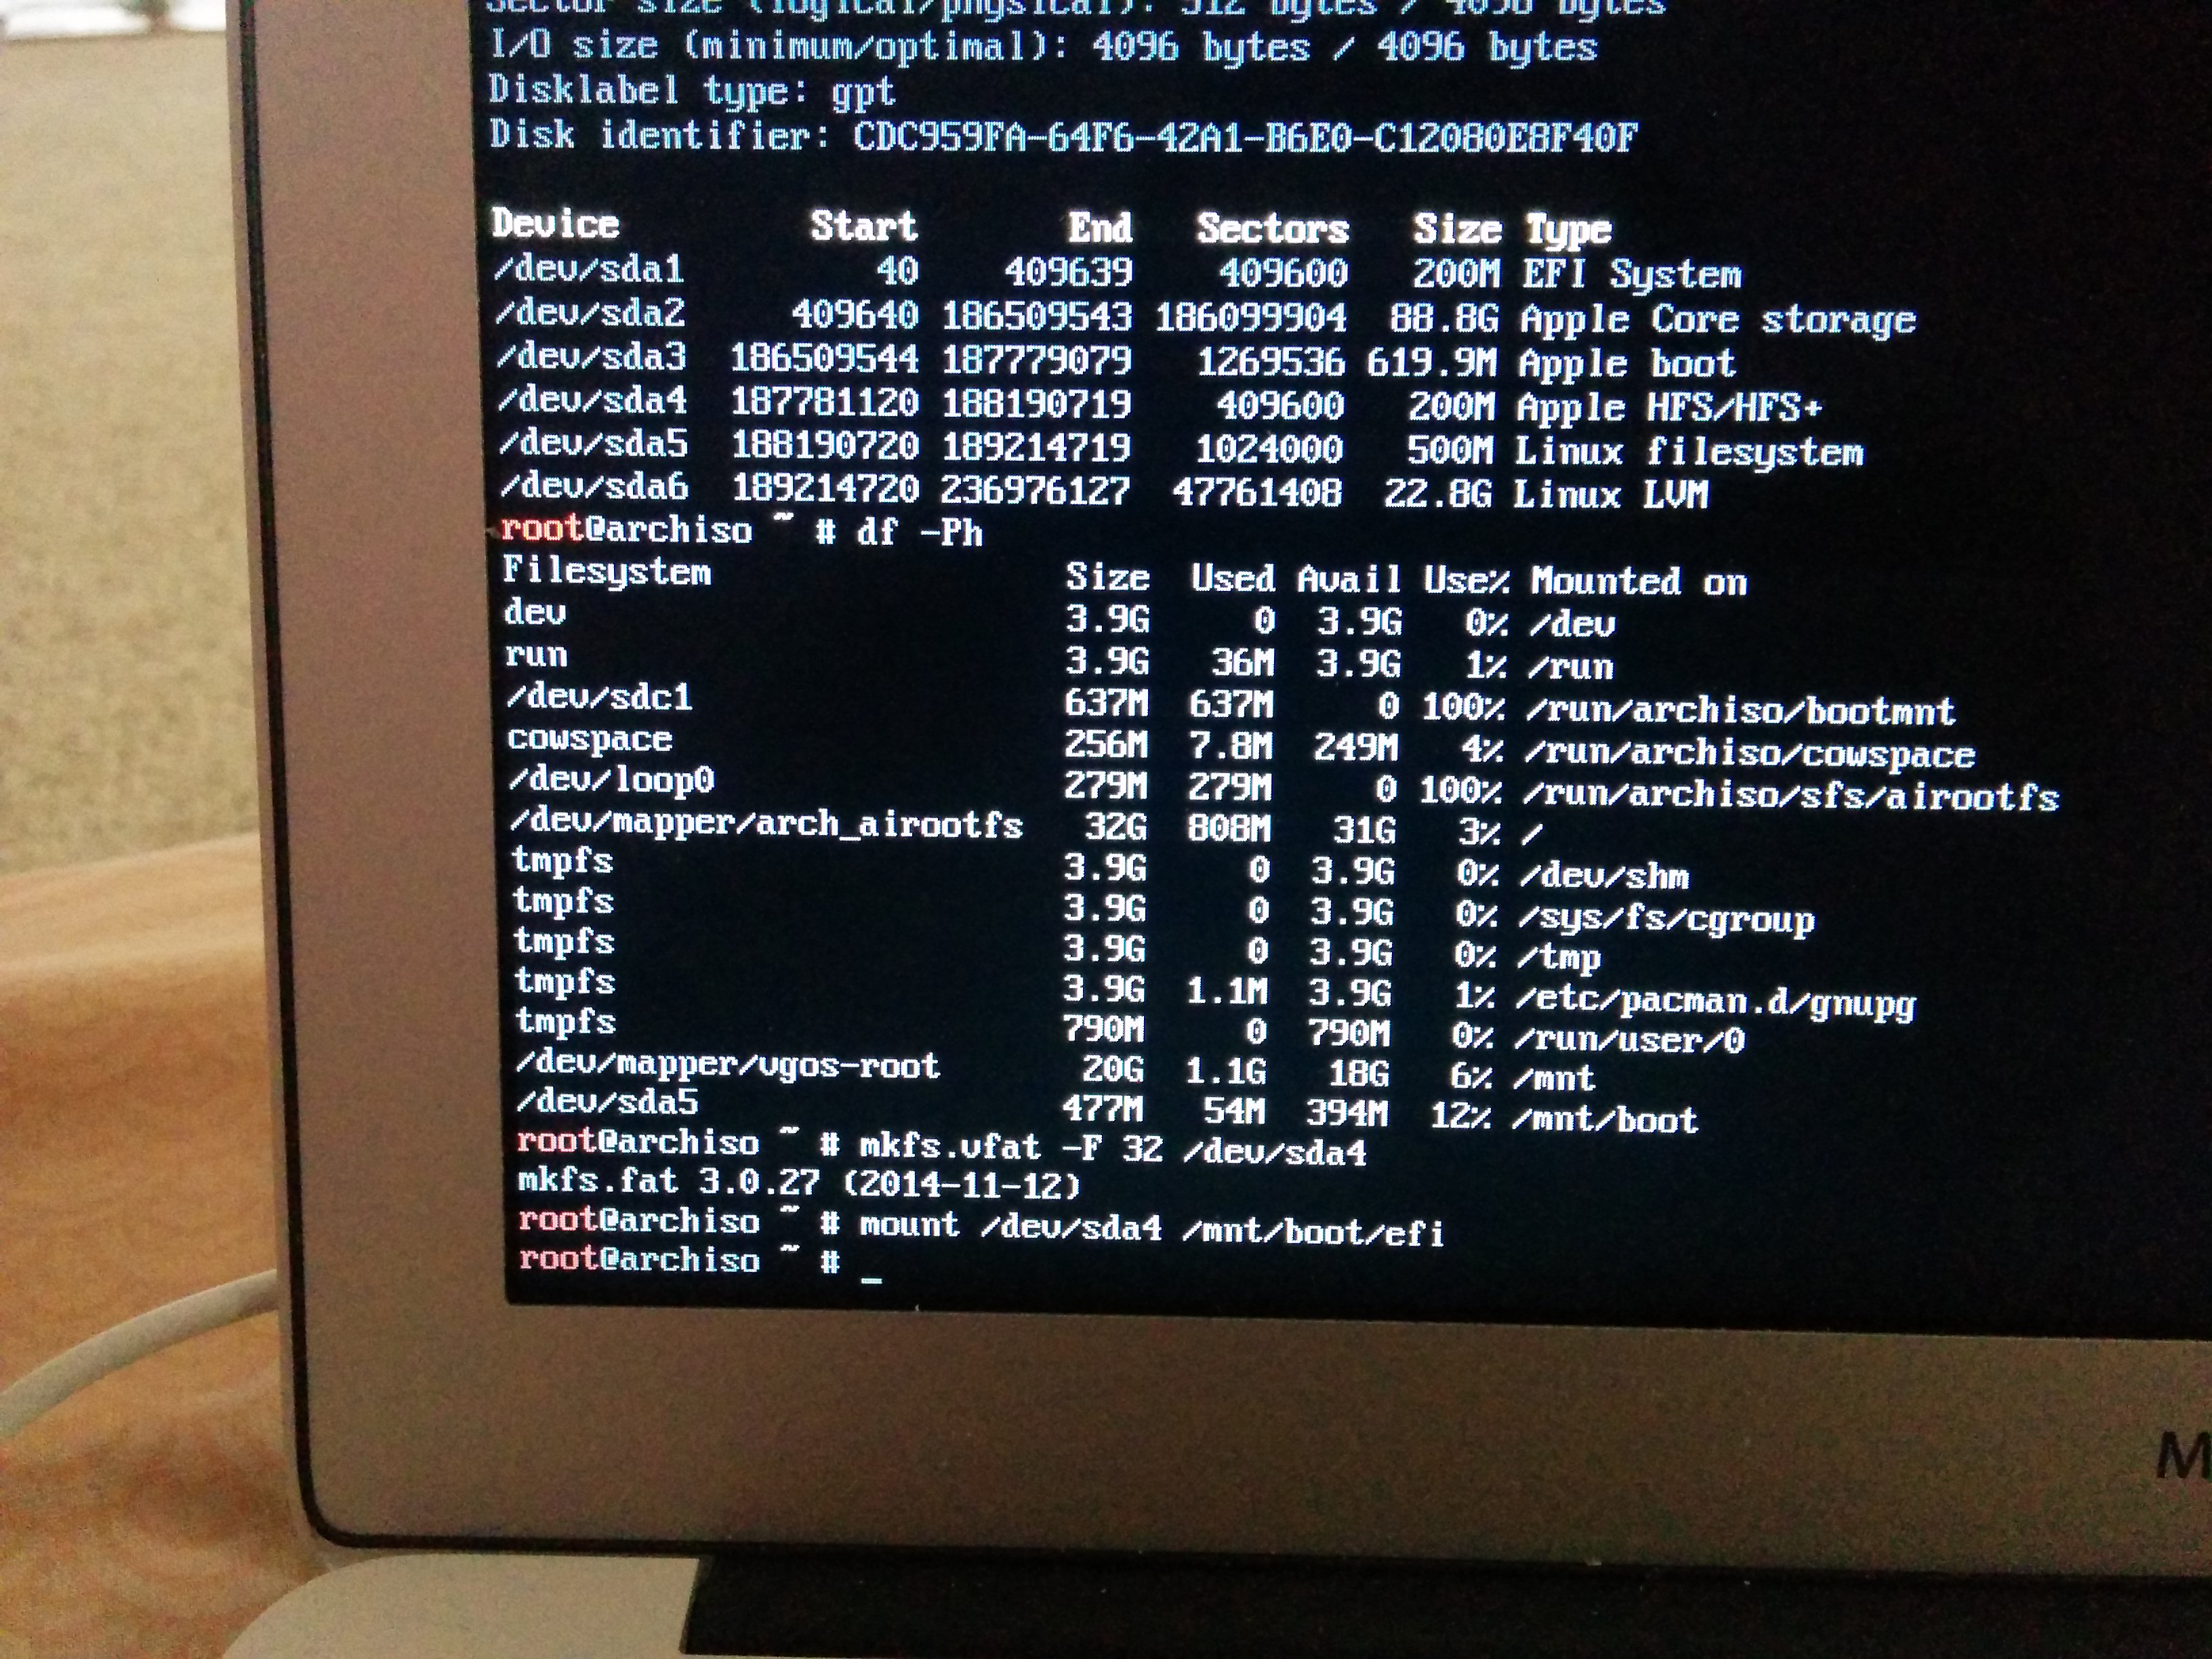 Sector size (logical/physical): 512 bytes / 4096 bytes
I/O size (minimum/optimal): 4096 bytes / 4096 bytes
Disklabel type: gpt
Disk identifier: CDC959FA-64F6-42A1-B6E0-C12080E8F40F
Device Start End Sectors Size Type
/dev/sda1 40 409639 409600 200M EFI System
/dev/sda2 409640 186509543 186099904 88.8G Apple Core storage
/dev/sda3 186509544 187779079 1269536 619.9M Apple boot
/dev/sda4 187781120 188190719 409600 200M Apple HFS/HFS+
/dev/sda5 188190720 189214719 1024000 500M Linux filesystem
/dev/sda6 189214720 236976127 47761408 22.8G Linux LVM
root@archiso ~ # df -Ph
Filesystem Size Used Avail Use% Mounted on
dev 3.9G 0 3.9G 0% /dev
run 3.9G 36M 3.9G 1% /run
/dev/sdc1 637M 637M 0 100% /run/archiso/bootmnt
cowspace 256M 7.8M 249M 4% /run/archiso/cowspace
/dev/loop0 279M 279M 0 100% /run/archiso/sfs/airootfs
/dev/mapper/arch_airootfs 32G 808M 31G 3% /
tmpfs 3.9G 0 3.9G 0% /dev/shm
tmpfs 3.9G 0 3.9G 0% /sys/fs/cgroup
tmpfs 3.9G 0 3.9G 0% /tmp
tmpfs 3.9G 1.1M 3.9G 1% /etc/pacman.d/gnupg
tmpfs 790M 0 790M 0% /run/user/0
/dev/mapper/vgos-root 20G 1.1G 18G 6% /mnt
/dev/sda5 477M 54M 394M 12% /mnt/boot
root@archiso ~ # mkfs.vfat -F 32 /dev/sda4
mkfs.fat 3.0.27 (2014-11-12)
root@archiso ~ # mount /dev/sda4 /mnt/boot/efi
root@archiso ~ # _